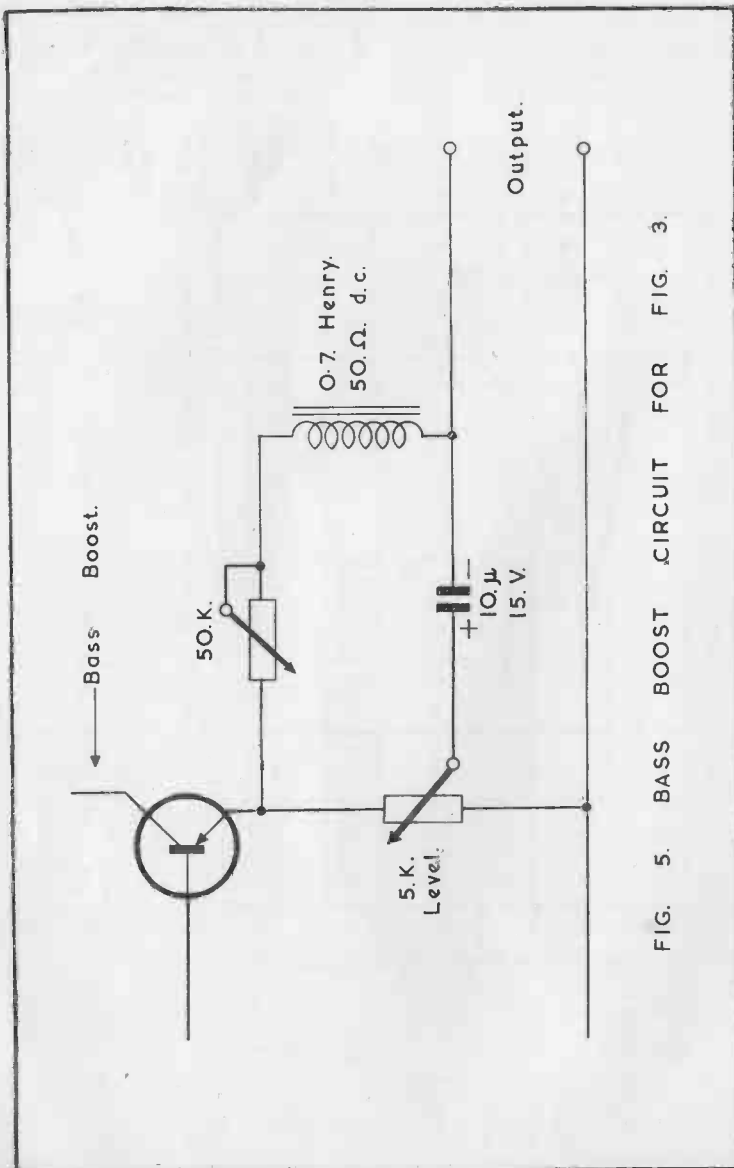 Bass Boost.
50.K.
0·7. Henry.
50.Ω. d.c.
Output.
+ 10.µ −
15.V.
5.K.
Level.
FIG. 5. BASS BOOST CIRCUIT FOR FIG. 3.